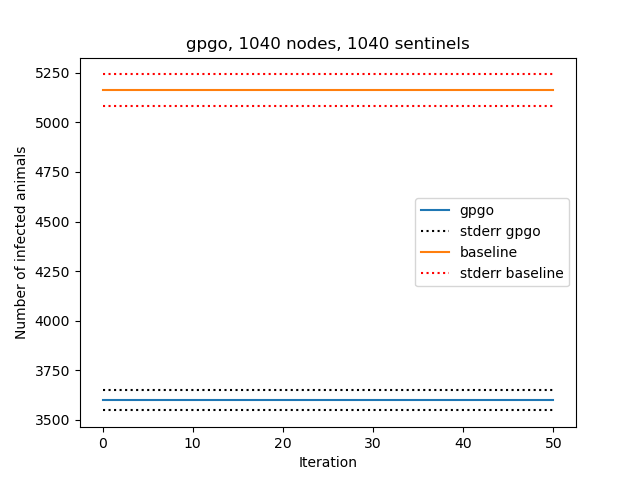 gpgo, 1040 nodes, 1040 sentinels
Number of infected animals
5250
5000
4750
4500
4250
4000
3750
3500
gpgo
stderr gpgo
baseline
stderr baseline
0 10 20 30 40 50
Iteration